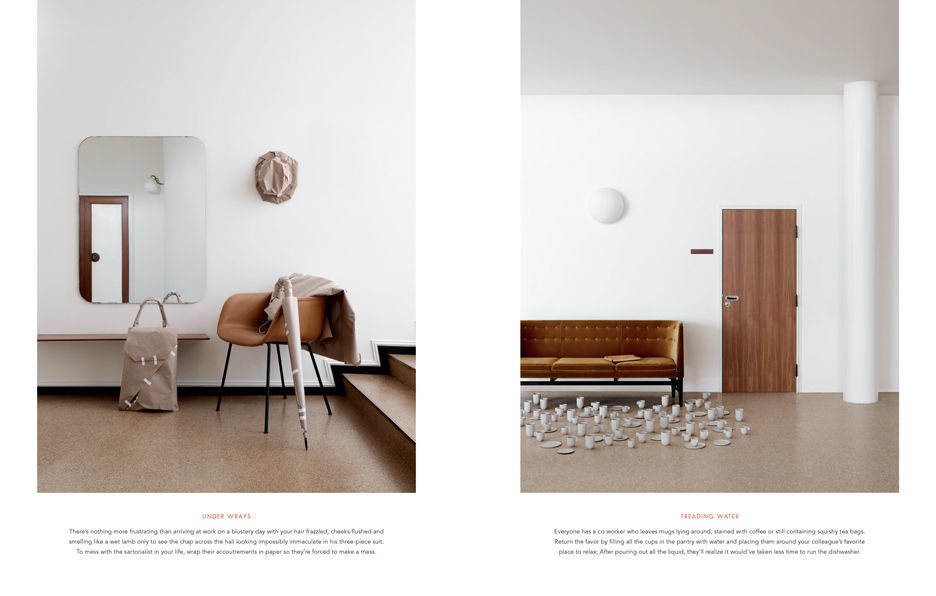 UNDER WRAPS
There's nothing more frustrating than arriving at work on a blustery day with your hair frazzled, cheeks flushed and
smelling like a wet lamb only to see the chap across the hall looking impossibly immaculate in his three-piece suit.
To mess with the sartorialist in your life, wrap their accoutrements in paper so they're forced to make a mess.
TREADING WATER
Everyone has a co-worker who leaves mugs lying around, stained with coffee or still containing squishy tea bags.
Return the favor by filling all the cups in the pantry with water and placing them around your colleague's favorite
place to relax: After pouring out all the liquid, they'll realize it would've taken less time to run the dishwasher.